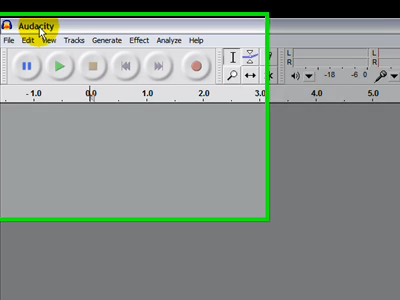 Audacity
File Edit View Tracks Generate Effect Analyze Help
L
R
L
R
-18 -6 0
- 1.0 0.0 1.0 2.0 3.0 4.0 5.0